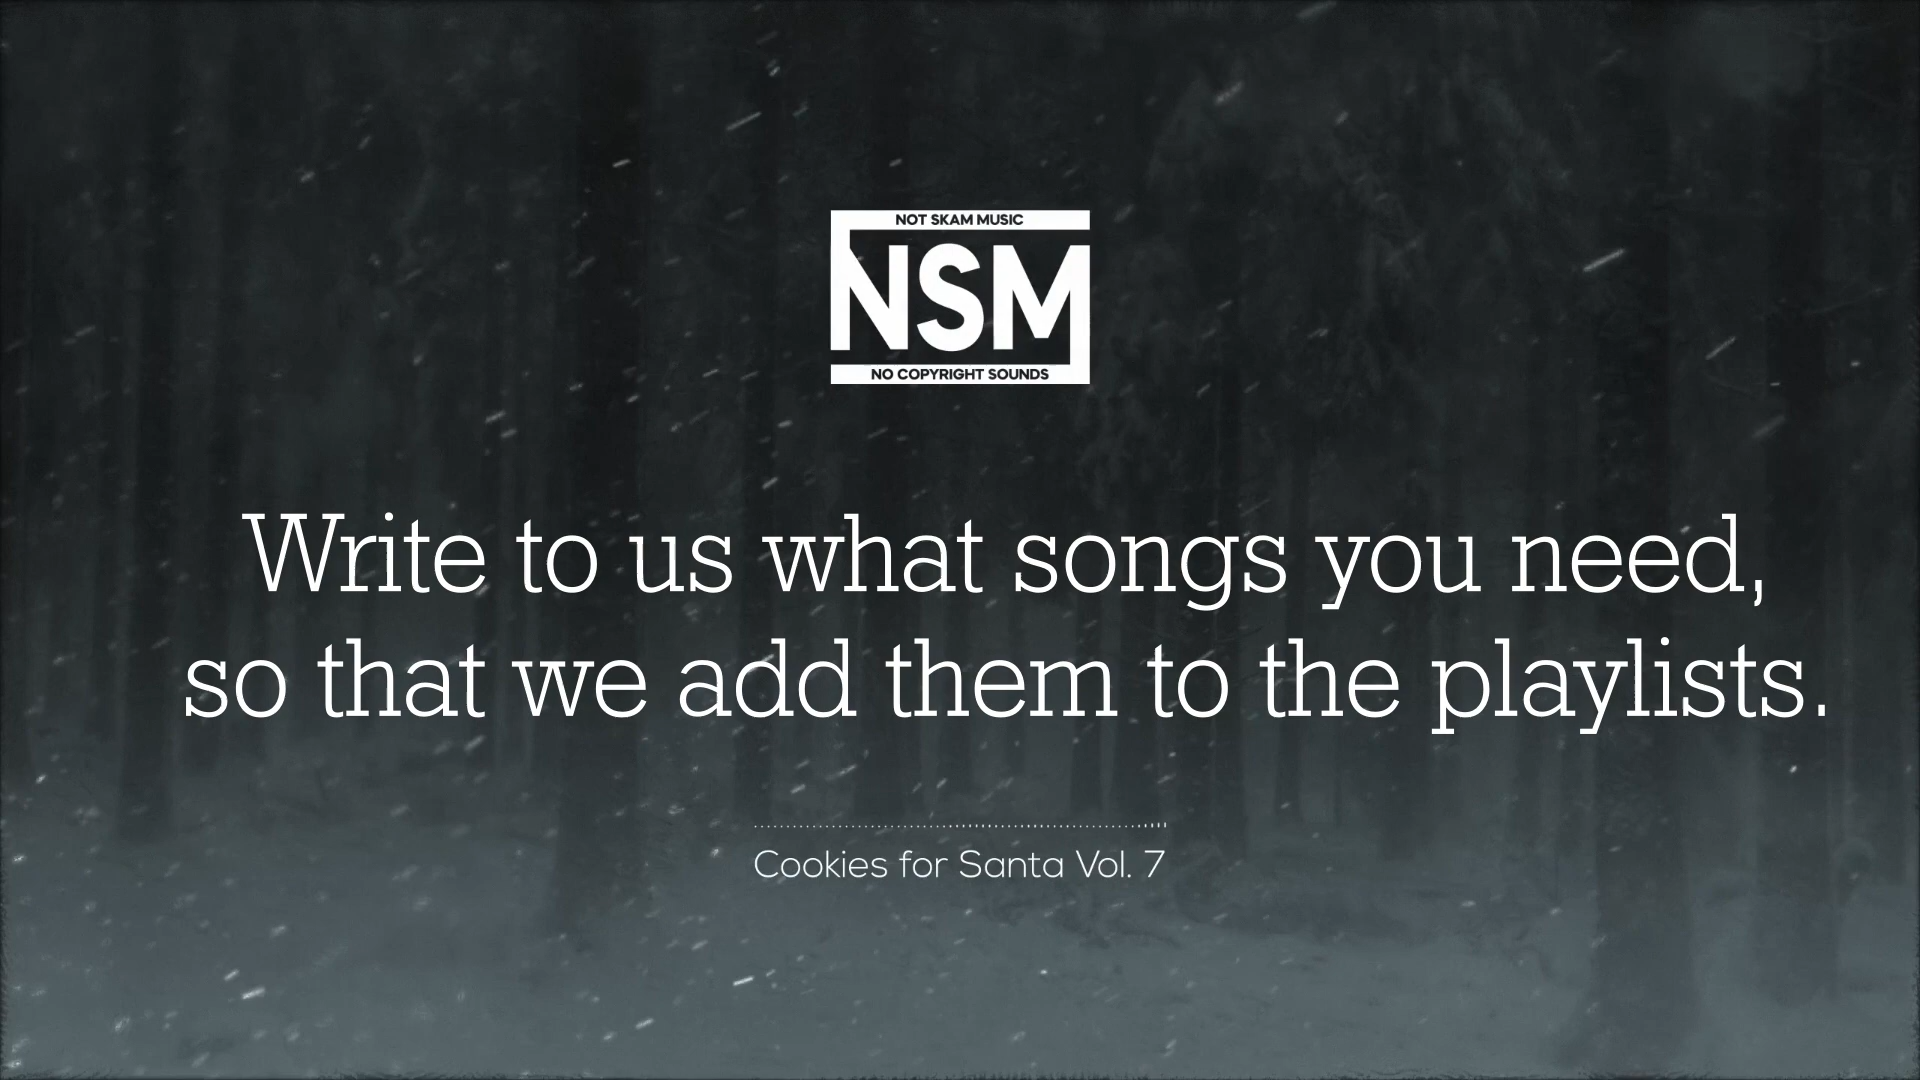 NOT SKAM MUSIC
NSM
NO COPYRIGHT SOUNDS
Write to us what songs you need,
so that we add them to the playlists.
Cookies for Santa Vol. 7